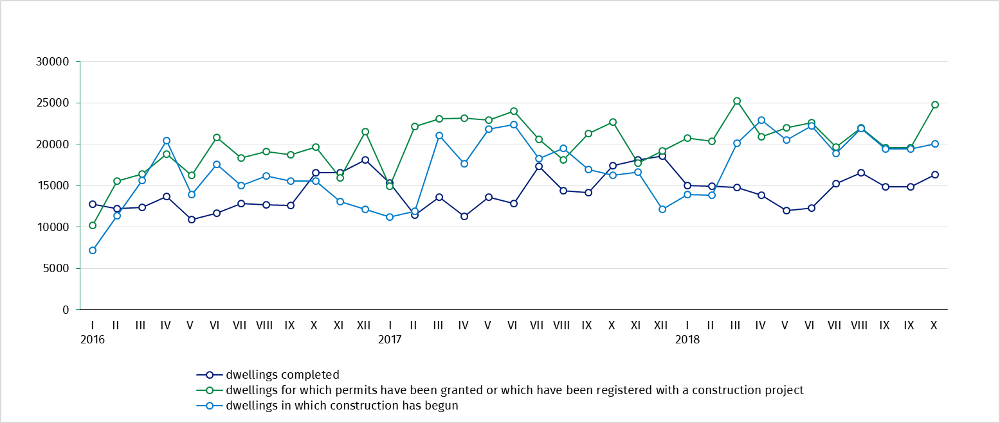 30000
25000
20000
15000
10000
5000
0
I II III IV V VI VII VIII IX X XI XII I II III IV V VI VII VIII IX X XI XII I II III IV V VI VII VIII IX IX X
2016 2017 2018
dwellings completed
dwellings for which permits have been granted or which have been registered with a construction project
dwellings in which construction has begun